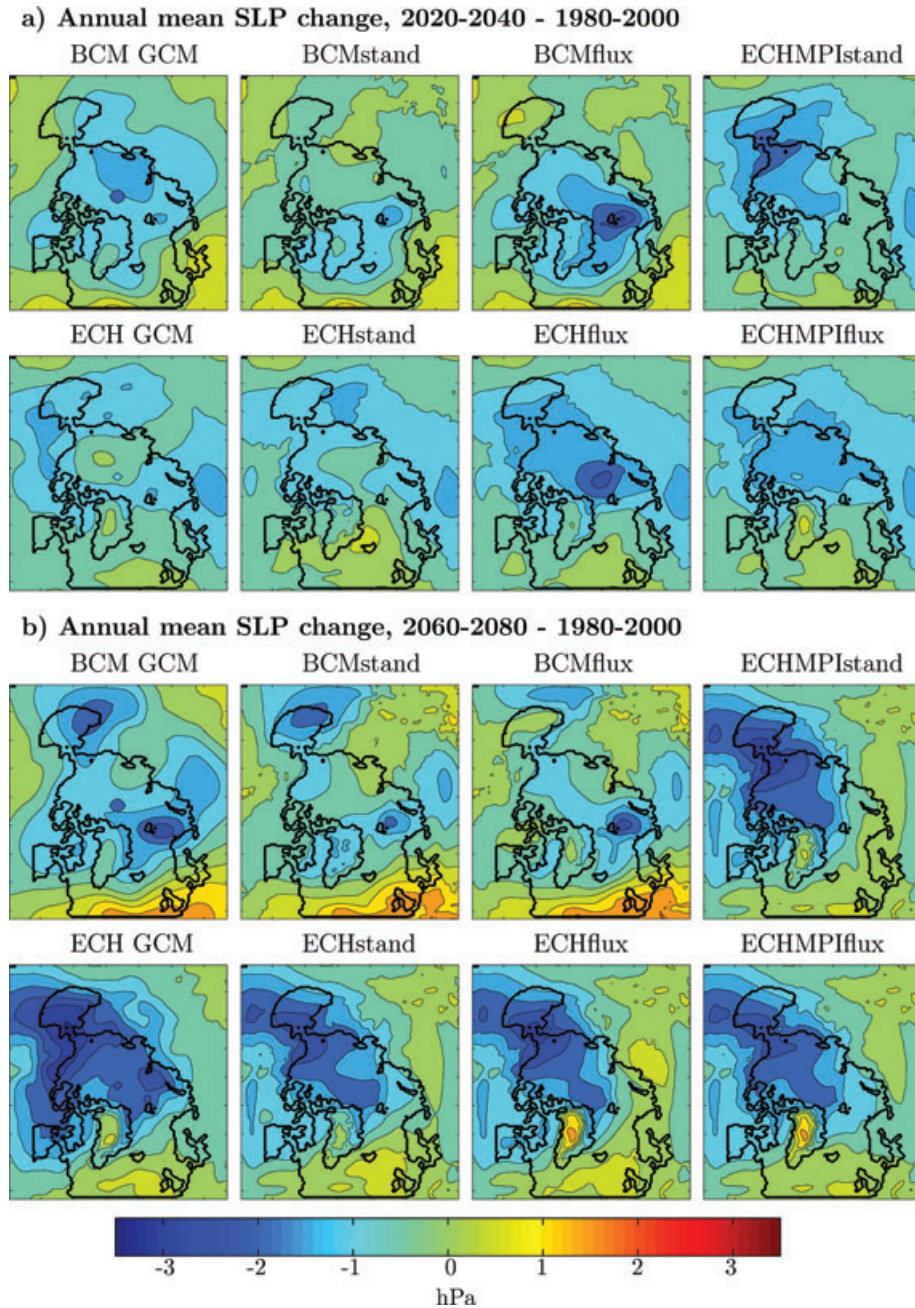 a) Annual mean SLP change, 2020-2040 - 1980-2000
BCM GCM BCMstand BCMflux ECHMPIstand
ECH GCM ECHstand ECHflux ECHMPIflux
b) Annual mean SLP change, 2060-2080 - 1980-2000
BCM GCM BCMstand BCMflux ECHMPIstand
ECH GCM ECHstand ECHflux ECHMPIflux
-3 -2 -1 0 1 2 3
hPa